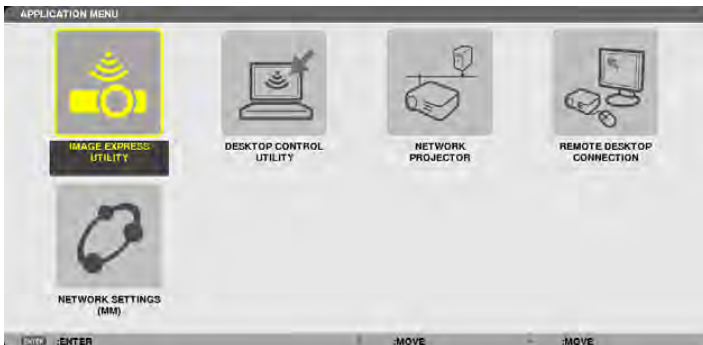 APPLICATION MENU
IMAGE EXPRESS
UTILITY
DESKTOP CONTROL
UTILITY
NETWORK
PROJECTOR
REMOTE DESKTOP
CONNECTION
NETWORK SETTINGS
(MM)
ENTER :ENTER :MOVE :MOVE